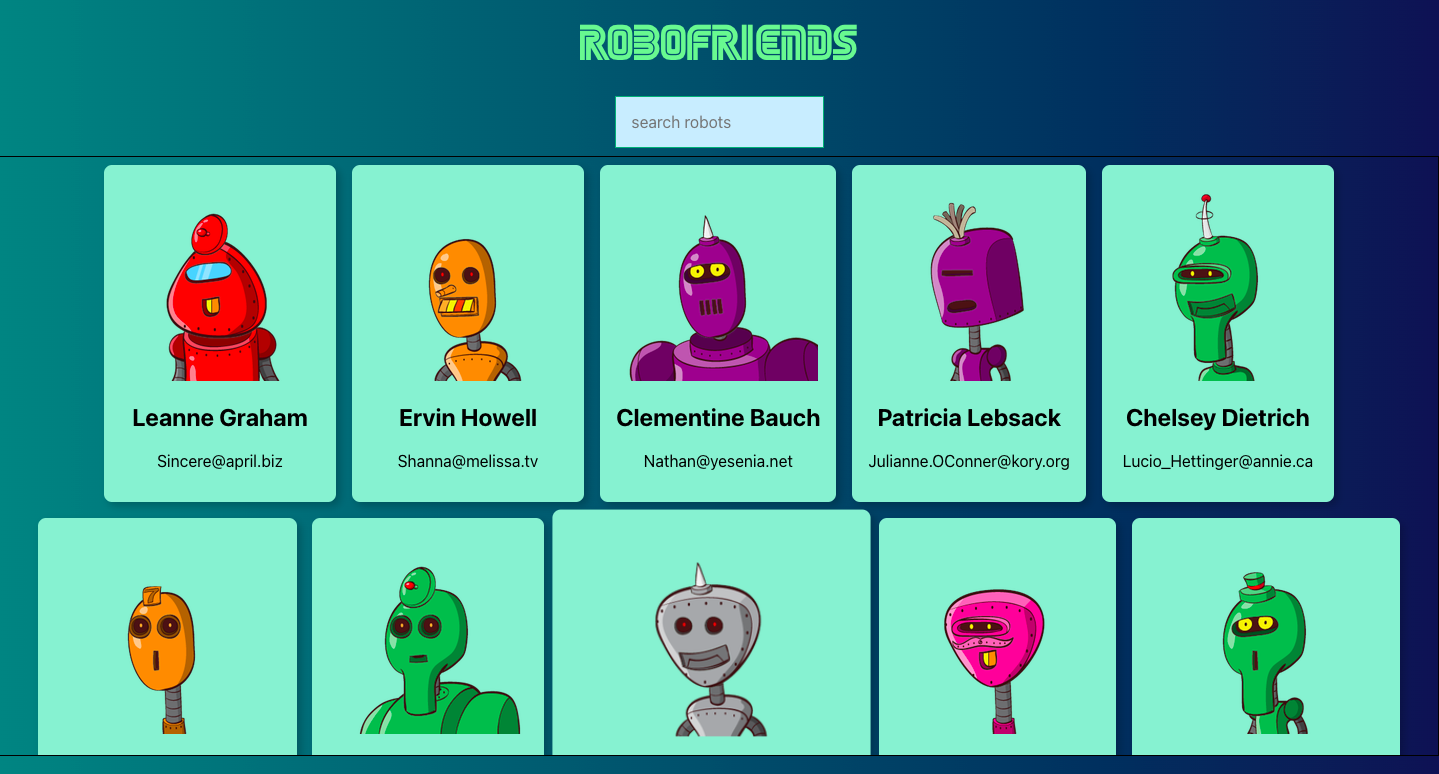 ROBOFRIENDS
search robots
Leanne Graham
Ervin Howell
Clementine Bauch
Patricia Lebsack
Chelsey Dietrich
Sincere@april.biz
Shanna@melissa.tv
Nathan@yesenia.net
Julianne.OConner@kory.org
Lucio_Hettinger@annie.ca
7